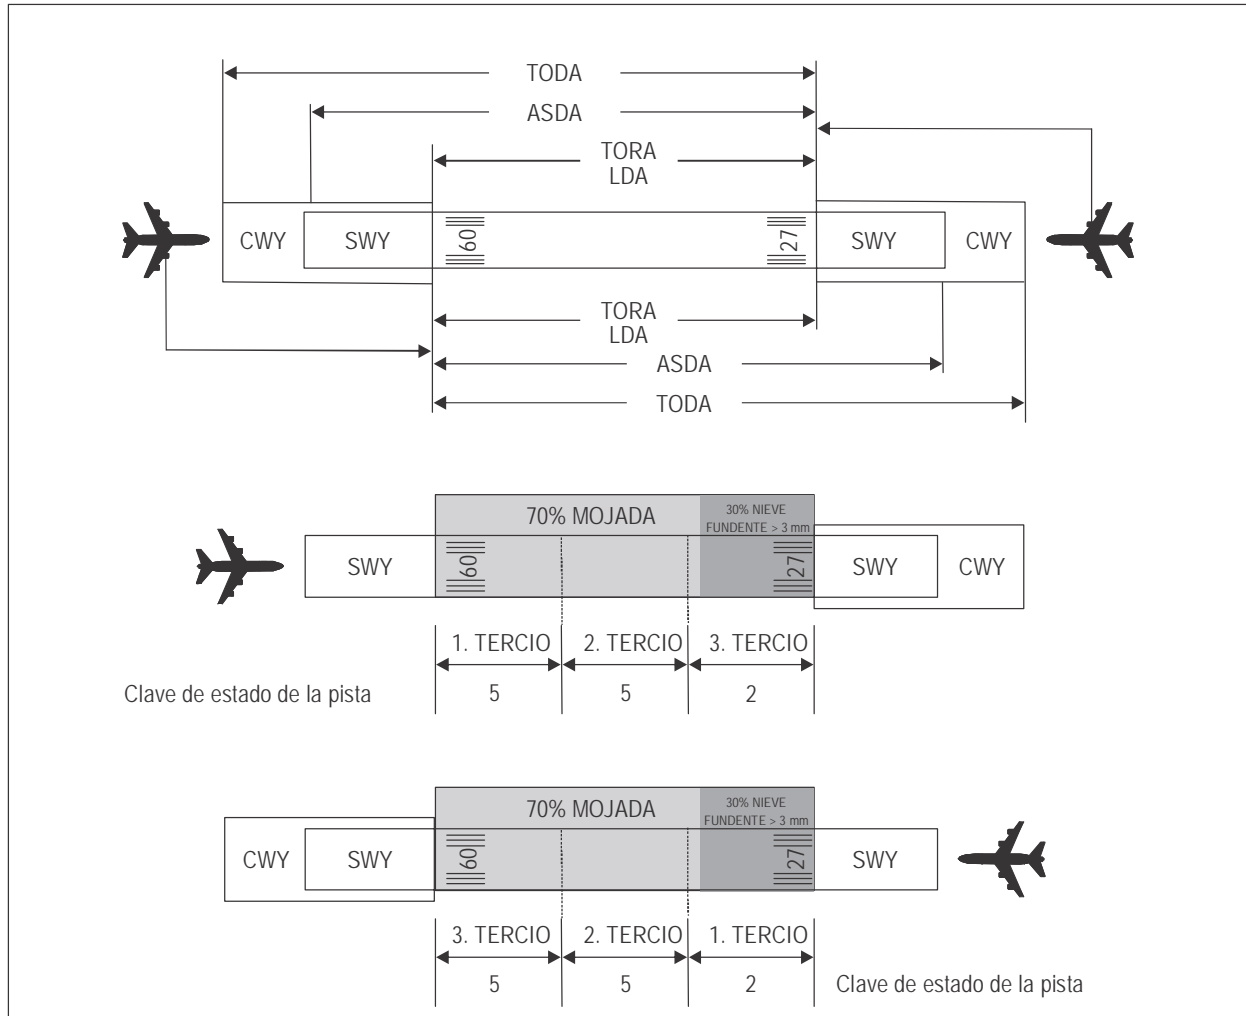 TODA
ASDA
TORA
LDA
CWY SWY 09 27 SWY CWY
TORA
LDA
ASDA
TODA
70% MOJADA
30% NIEVE
FUNDENTE > 3 mm
SWY 09 27 SWY CWY
1. TERCIO 2. TERCIO 3. TERCIO
Clave de estado de la pista 5 5 2
70% MOJADA
30% NIEVE
FUNDENTE > 3 mm
CWY SWY 09 27 SWY
3. TERCIO 2. TERCIO 1. TERCIO
5 5 2 Clave de estado de la pista